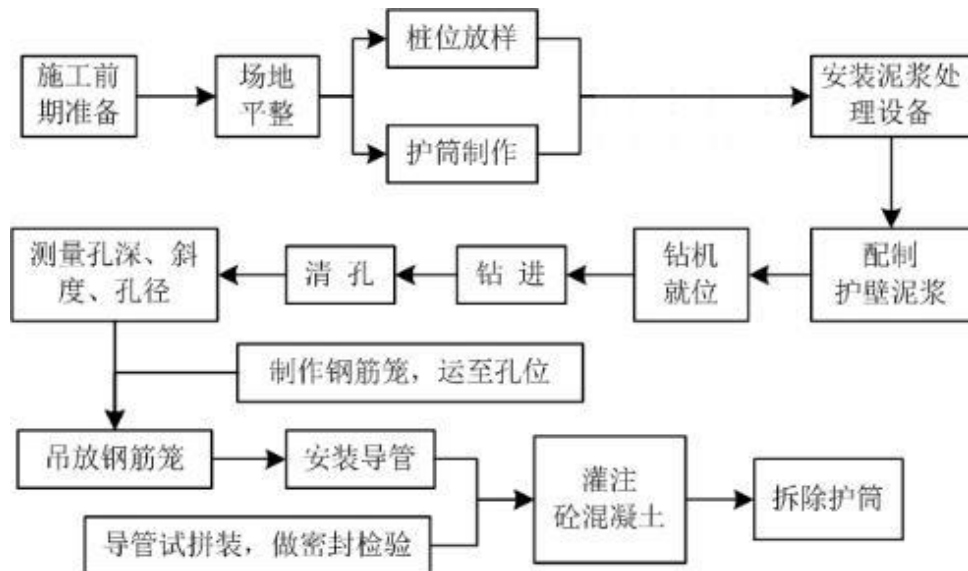 施工前
期准备
场地
平整
桩位放样
护筒制作
安装泥浆处
理设备
测量孔深、斜
度、孔径
清 孔
钻 进
钻机
就位
配制
护壁泥浆
制作钢筋笼，运至孔位
吊放钢筋笼
安装导管
导管试拼装，做密封检验
灌注
砼混凝土
拆除护筒